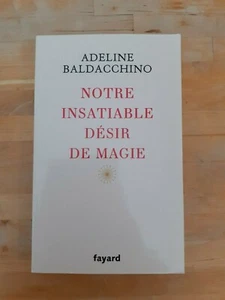 ADELINE
BALDACCHINO
NOTRE
INSATIABLE
DÉSIR
DE MAGIE
fayard